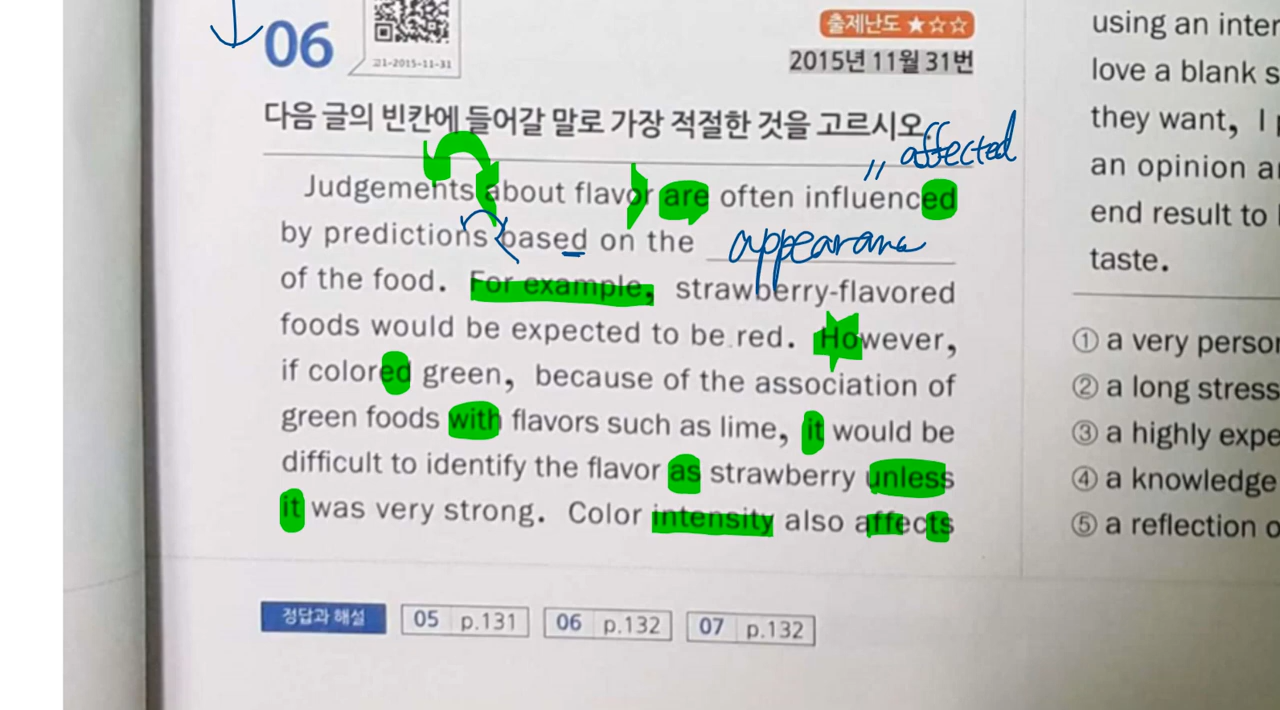 06
21-2015-11-31
출제난도 ★☆☆
2015년 11월 31번
다음 글의 빈칸에 들어갈 말로 가장 적절한 것을 고르시오.
" affected
Judgements about flavor are often influenced
by predictions based on the appearance
of the food. For example, strawberry-flavored
foods would be expected to be red. However,
if colored green, because of the association of
green foods with flavors such as lime, it would be
difficult to identify the flavor as strawberry unless
it was very strong. Color intensity also affects
정답과 해설 05 p.131 06 p.132 07 p.132
using an inter
love a blank s
they want, I
an opinion a
end result to
taste.
① a very person
② a long stress
③ a highly expe
④ a knowledge
⑤ a reflection o